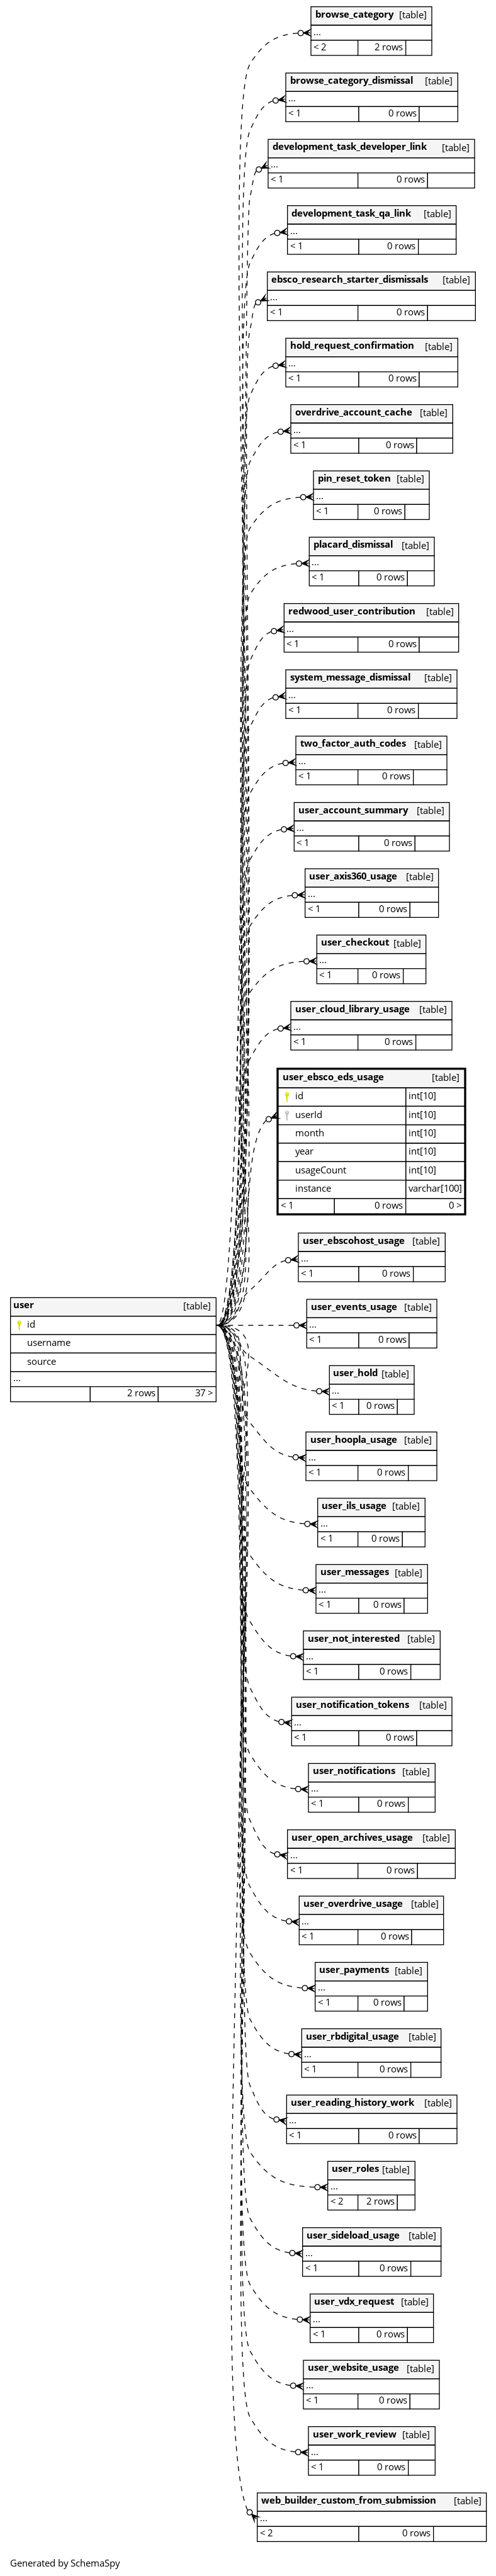 browse_category [table]
...
< 2 2 rows
browse_category_dismissal [table]
...
< 1 0 rows
development_task_developer_link [table]
...
< 1 0 rows
development_task_qa_link [table]
...
< 1 0 rows
ebsco_research_starter_dismissals [table]
...
< 1 0 rows
hold_request_confirmation [table]
...
< 1 0 rows
overdrive_account_cache [table]
...
< 1 0 rows
pin_reset_token [table]
...
< 1 0 rows
placard_dismissal [table]
...
< 1 0 rows
redwood_user_contribution [table]
...
< 1 0 rows
system_message_dismissal [table]
...
< 1 0 rows
two_factor_auth_codes [table]
...
< 1 0 rows
user_account_summary [table]
...
< 1 0 rows
user_axis360_usage [table]
...
< 1 0 rows
user_checkout [table]
...
< 1 0 rows
user_cloud_library_usage [table]
...
< 1 0 rows
user_ebsco_eds_usage [table]
id int[10]
userId int[10]
month int[10]
year int[10]
usageCount int[10]
instance varchar[100]
< 1 0 rows 0 >
user_ebscohost_usage [table]
...
< 1 0 rows
user [table]
id
username
source
...
2 rows 37 >
user_events_usage [table]
...
< 1 0 rows
user_hold [table]
...
< 1 0 rows
user_hoopla_usage [table]
...
< 1 0 rows
user_ils_usage [table]
...
< 1 0 rows
user_messages [table]
...
< 1 0 rows
user_not_interested [table]
...
< 1 0 rows
user_notification_tokens [table]
...
< 1 0 rows
user_notifications [table]
...
< 1 0 rows
user_open_archives_usage [table]
...
< 1 0 rows
user_overdrive_usage [table]
...
< 1 0 rows
user_payments [table]
...
< 1 0 rows
user_rbdigital_usage [table]
...
< 1 0 rows
user_reading_history_work [table]
...
< 1 0 rows
user_roles [table]
...
< 2 2 rows
user_sideload_usage [table]
...
< 1 0 rows
user_vdx_request [table]
...
< 1 0 rows
user_website_usage [table]
...
< 1 0 rows
user_work_review [table]
...
< 1 0 rows
web_builder_custom_from_submission [table]
...
< 2 0 rows
Generated by SchemaSpy